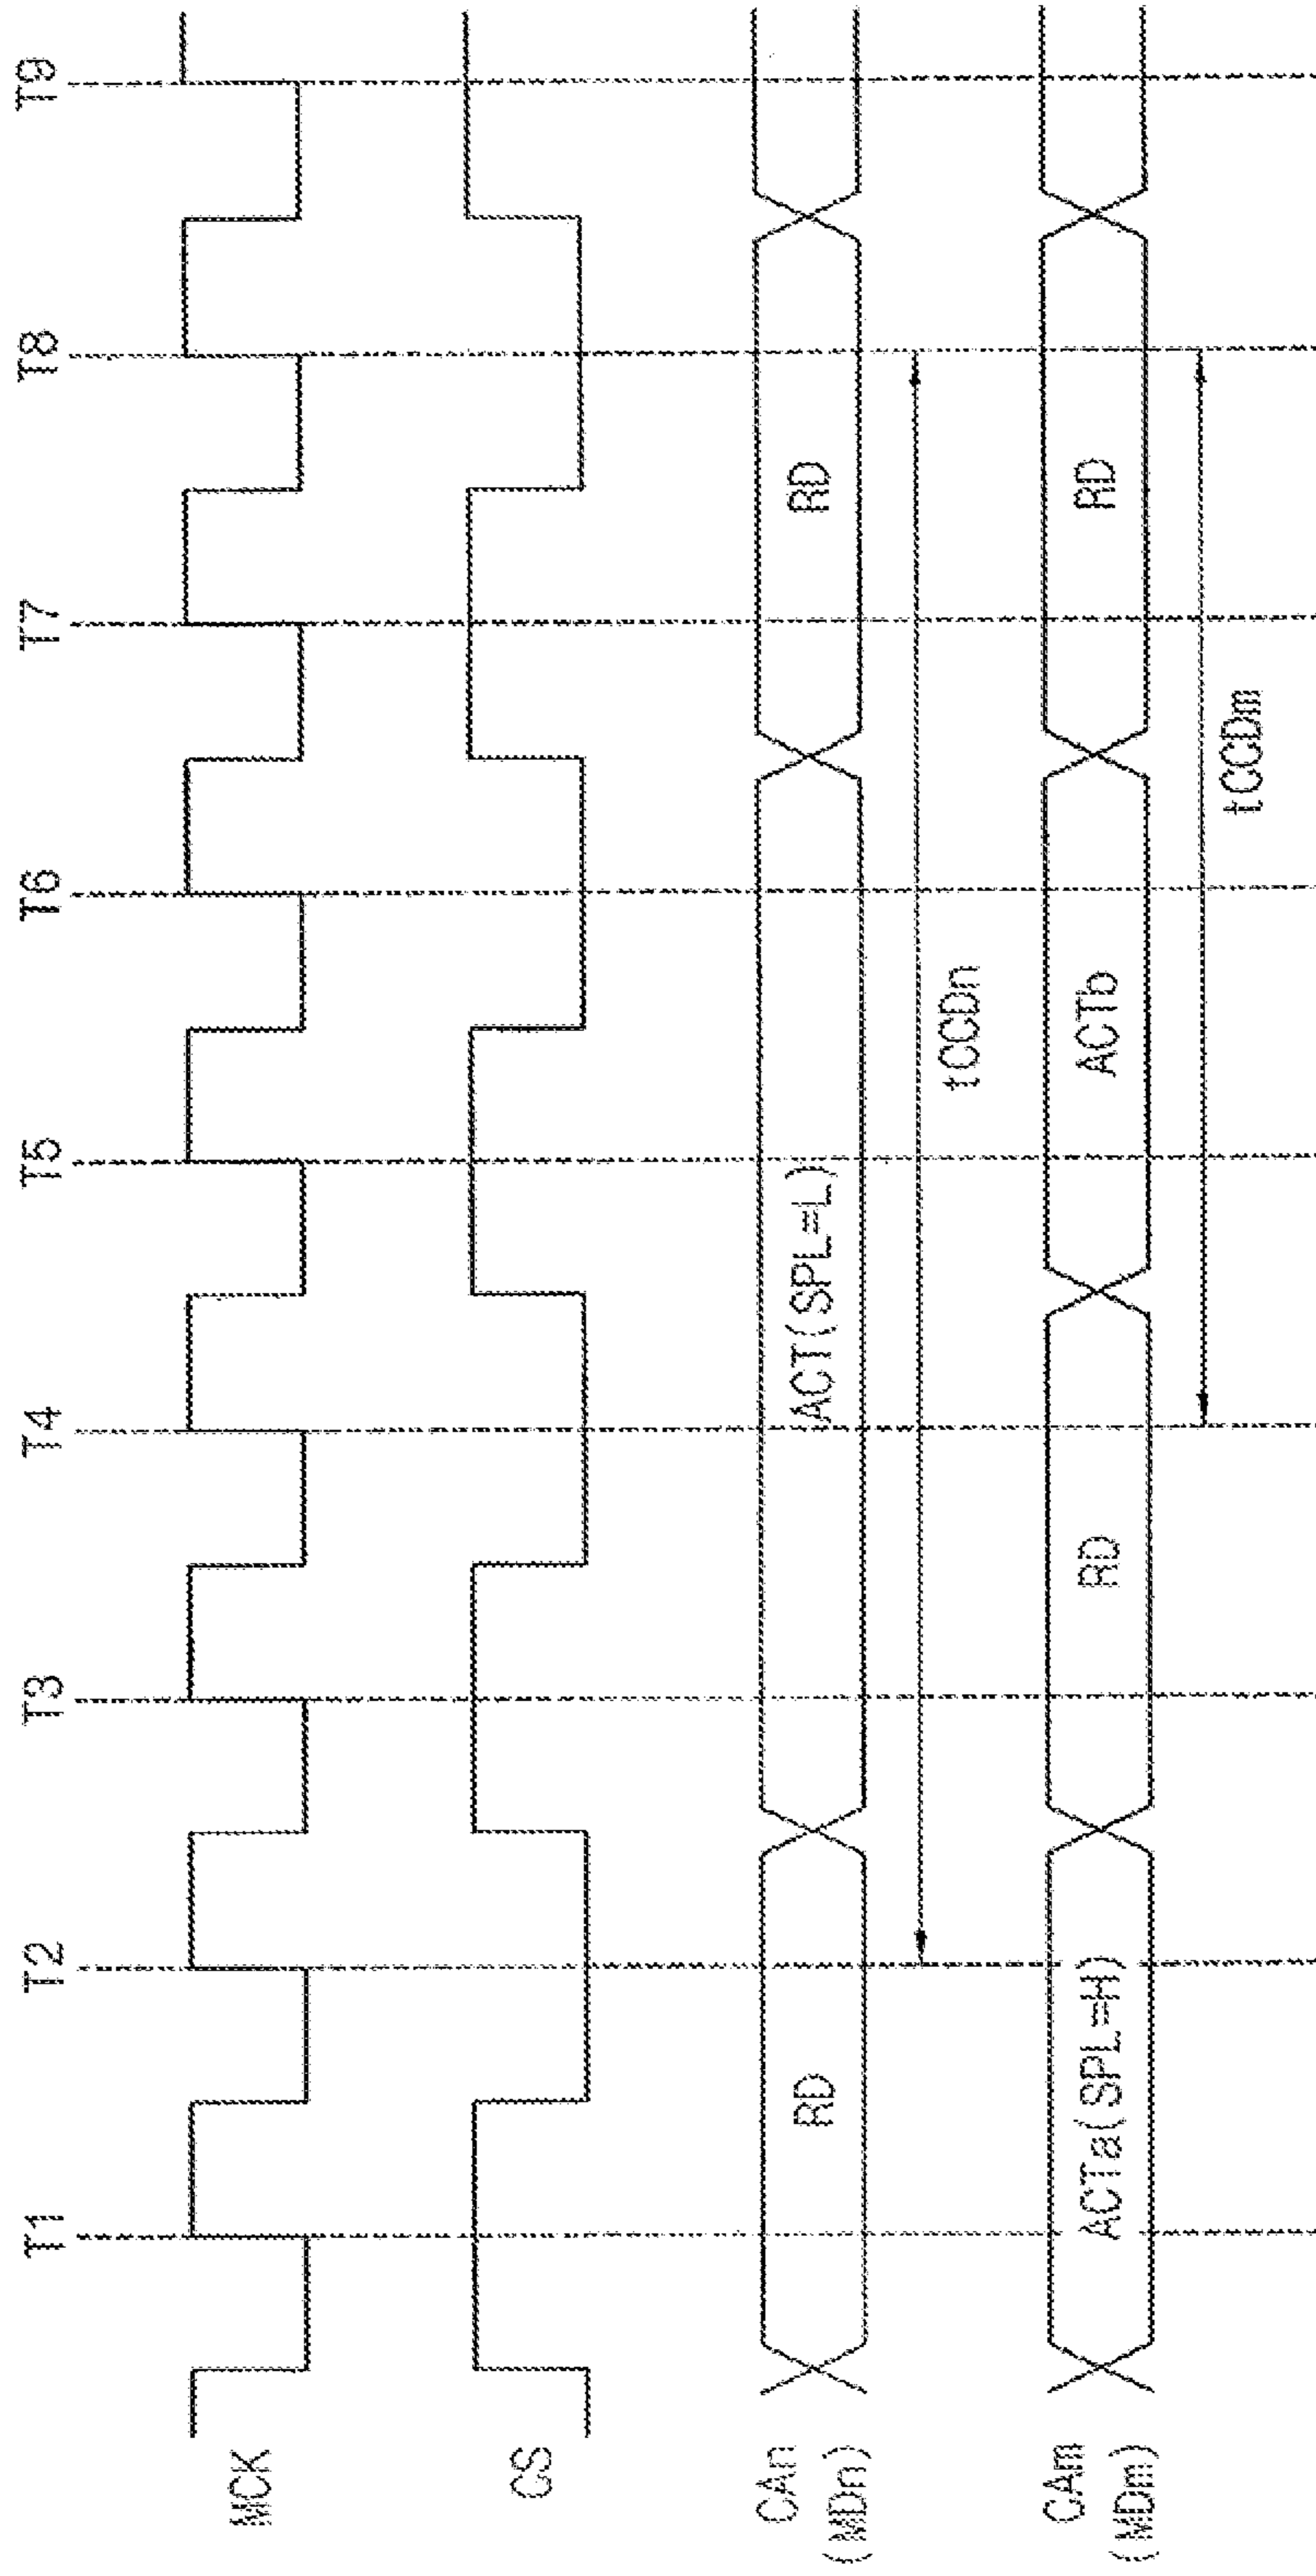 T1 T2 T3 T4 T5 T6 T7 T8 T9
MCK
CS
CAn
(MDn)
RD ACT(SPL=L) RD
tCCDn
CAm
(MDm)
ACTa(SPL=H) RD ACTb RD
tCCDm